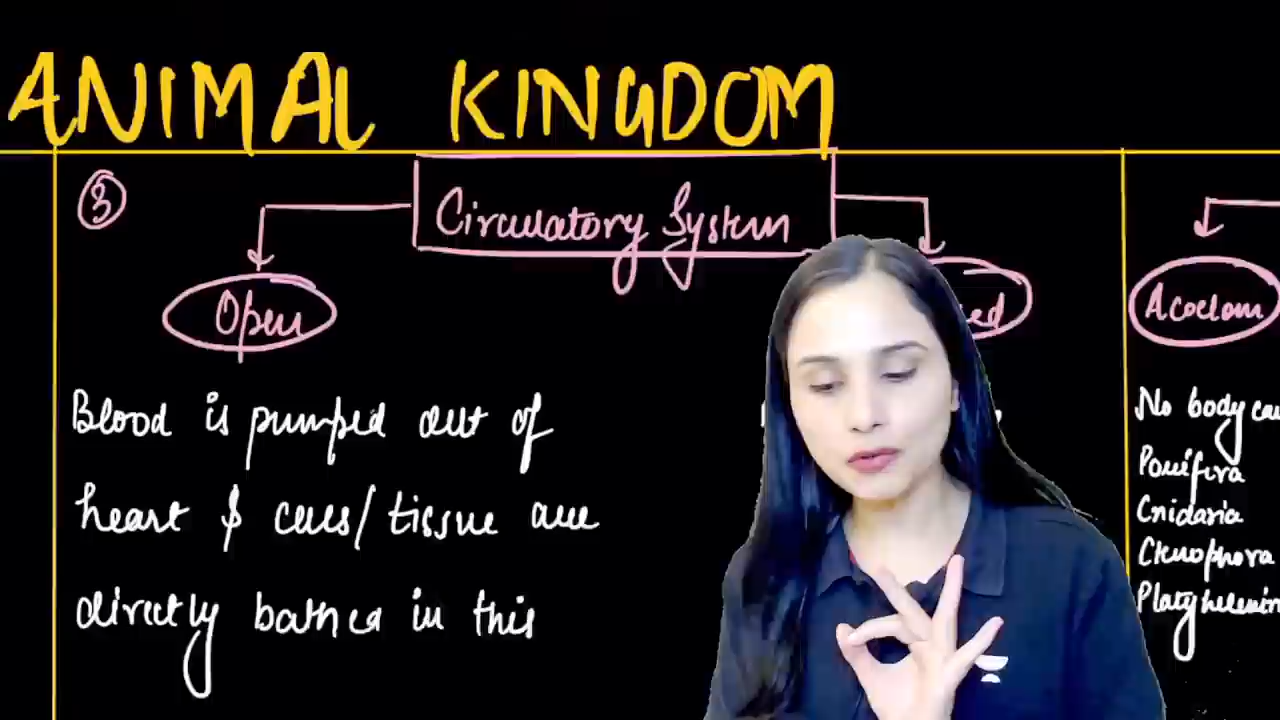 ANIMAL KINGDOM
3
Circulatory System
Open
Acoelom
Blood is pumped out of
heart & cells/tissue are
directly bathed in this
No body
Porifera
Cnidaria
Ctenophora